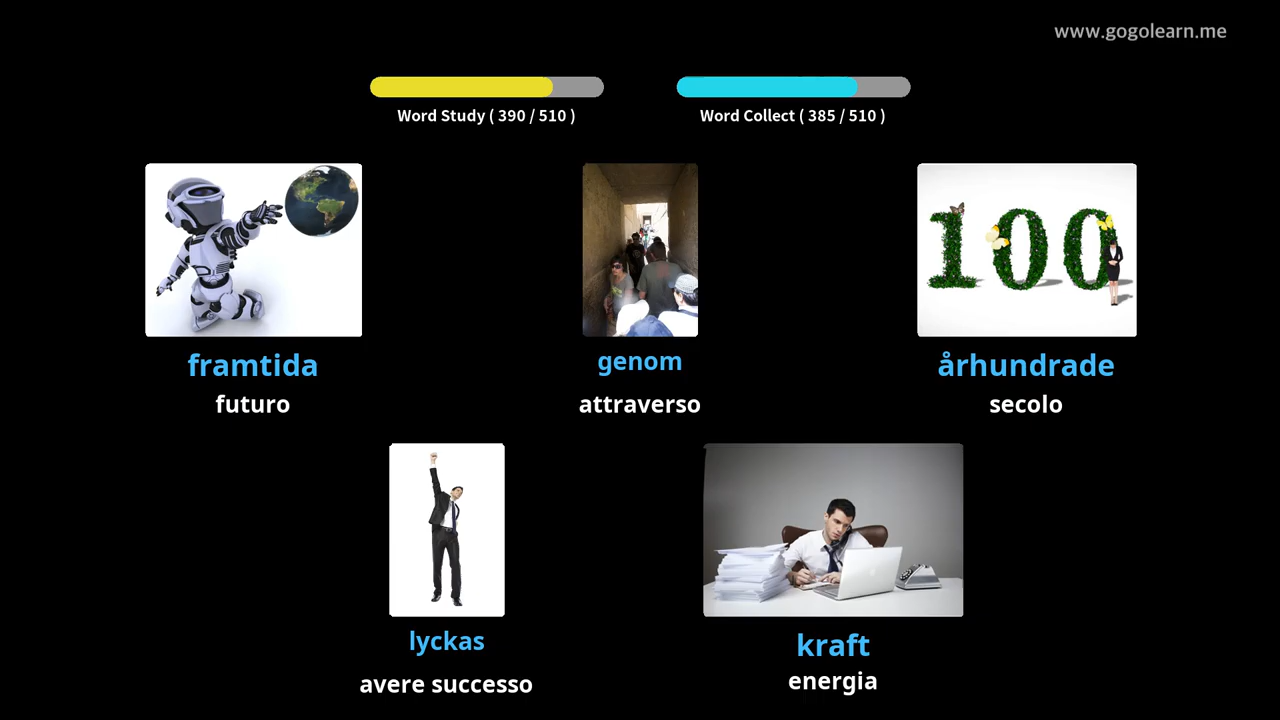 www.gogolearn.me
Word Study ( 390 / 510 )
Word Collect ( 385 / 510 )
framtida
futuro
genom
attraverso
100
århundrade
secolo
lyckas
avere successo
kraft
energia